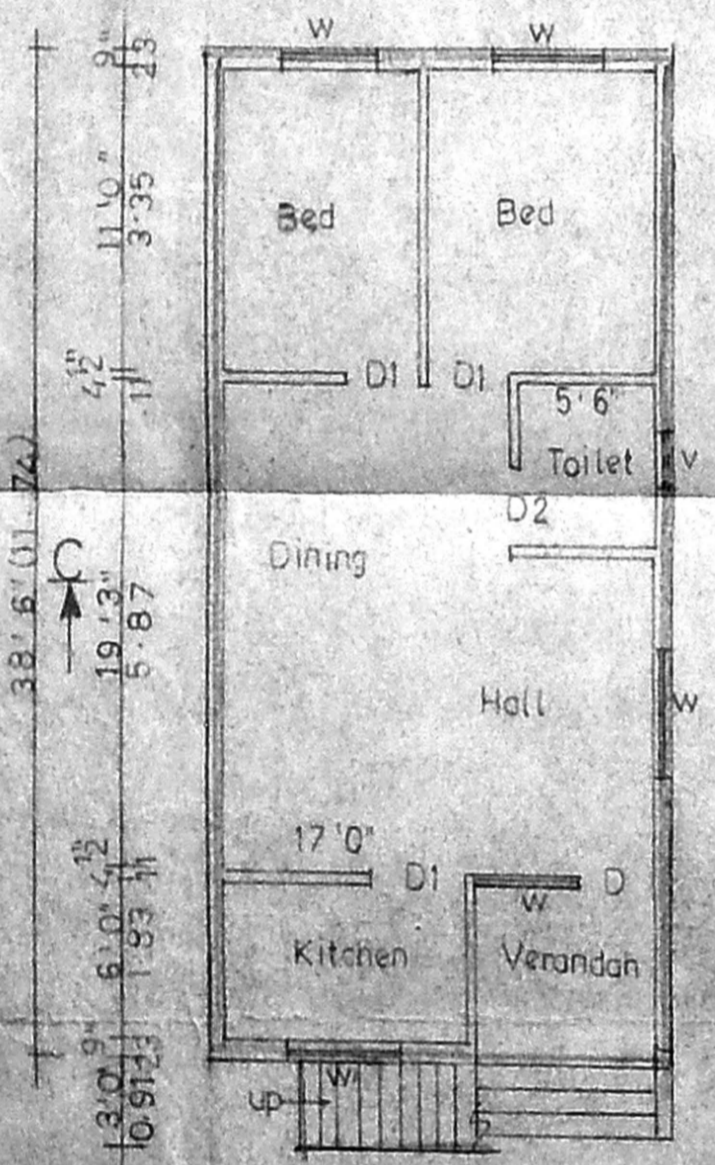 W
W
9"
23
11'0"
3·35
Bed
Bed
4½"
11
D1
D1
5'6"
Toilet
V
D2
38'6" (11·74)
C
Dining
19'3"
5·87
Hall
W
17'0"
4½
11
D1
W
D
6'0"
1·83
Kitchen
Verandah
9"
23
W
3'0"
0.91
UP